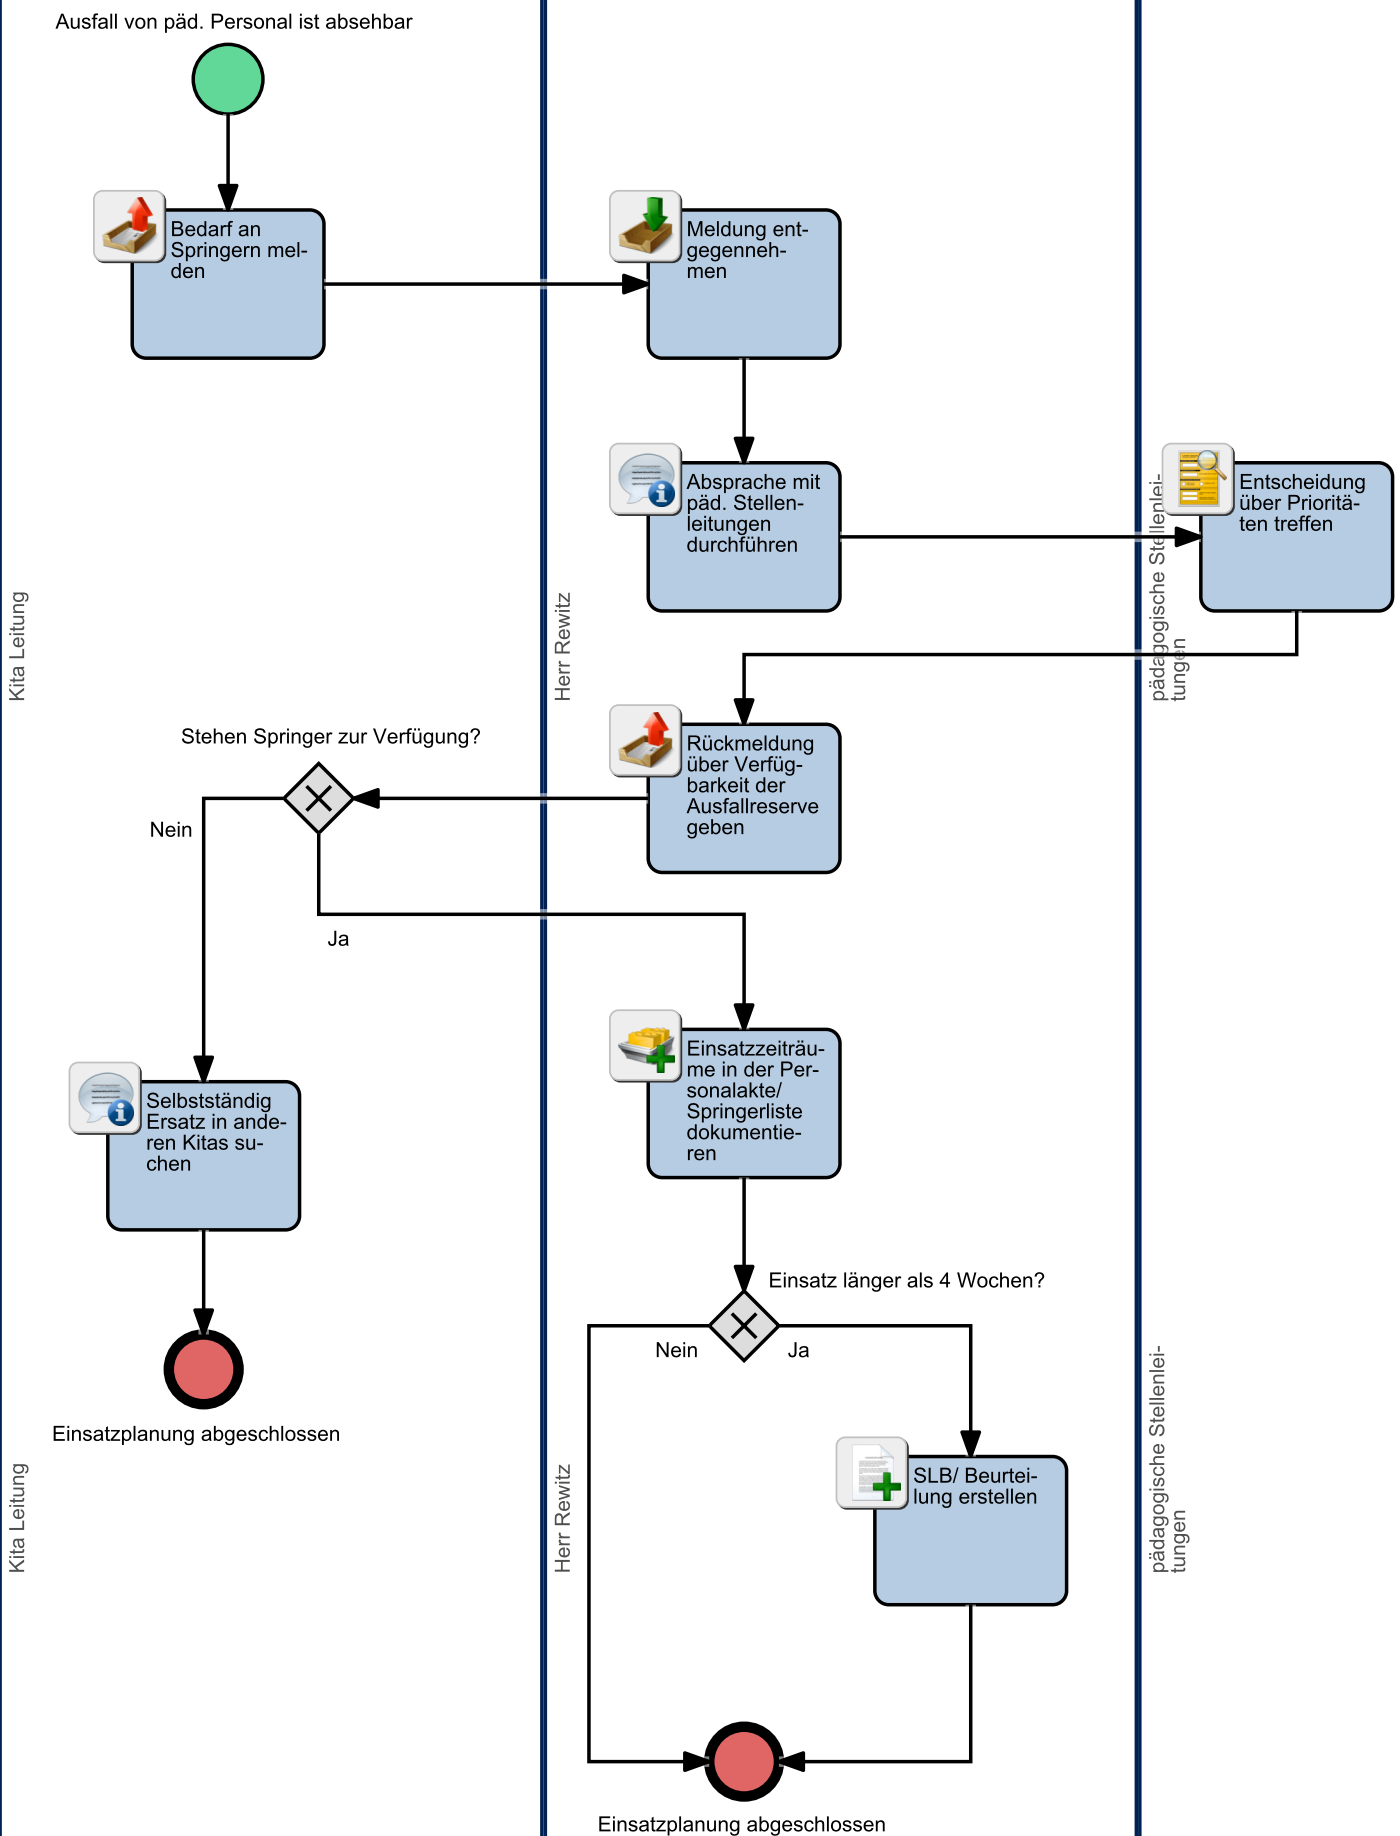 Ausfall von päd. Personal ist absehbar
Bedarf an
Springern mel-
den
Meldung ent-
gegenneh-
men
Absprache mit
päd. Stellen-
leitungen
durchführen
Entscheidung
über Prioritä-
ten treffen
Kita Leitung
Herr Rewitz
pädagogische Stellenlei-
tungen
Rückmeldung
über Verfüg-
barkeit der
Ausfallreserve
geben
Stehen Springer zur Verfügung?
Nein
Ja
Selbstständig
Ersatz in ande-
ren Kitas su-
chen
Einsatzzeiträu-
me in der Per-
sonalakte/
Springerliste
dokumentie-
ren
Einsatz länger als 4 Wochen?
Nein
Ja
Einsatzplanung abgeschlossen
SLB/ Beurtei-
lung erstellen
Kita Leitung
Herr Rewitz
pädagogische Stellenlei-
tungen
Einsatzplanung abgeschlossen